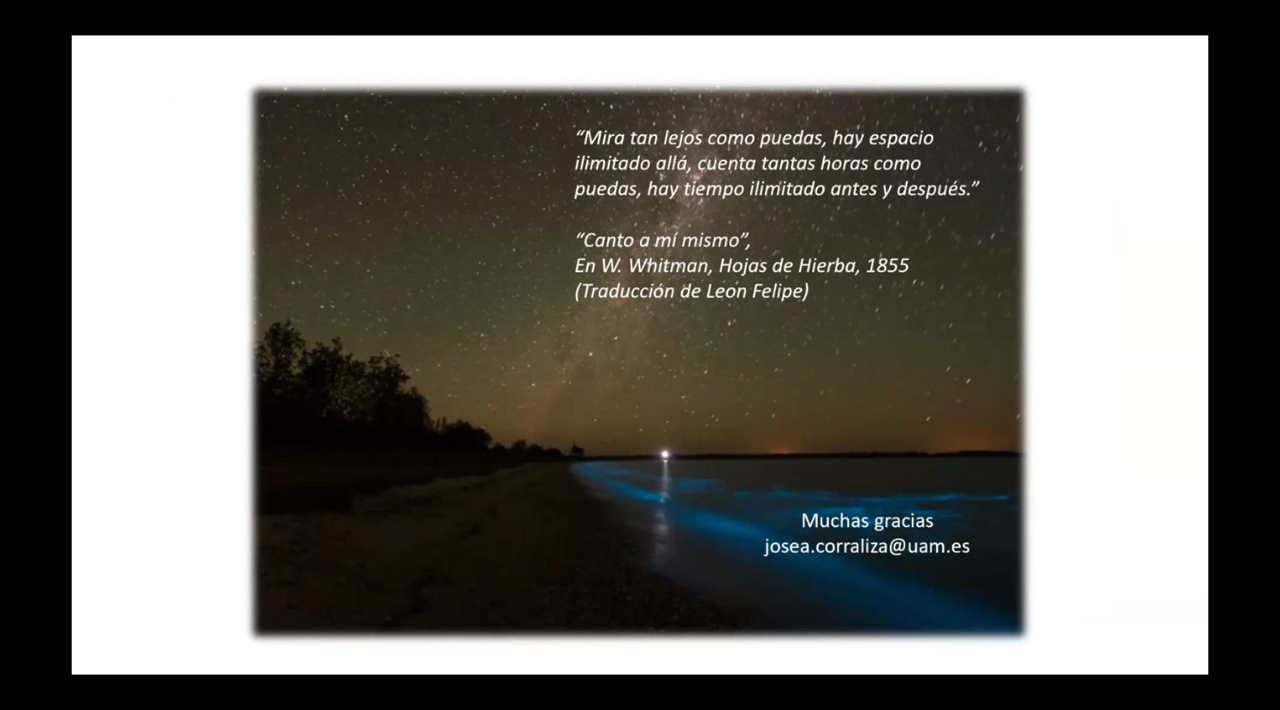 “Mira tan lejos como puedas, hay espacio
ilimitado allá, cuenta tantas horas como
puedas, hay tiempo ilimitado antes y después.”
“Canto a mí mismo”,
En W. Whitman, Hojas de Hierba, 1855
(Traducción de Leon Felipe)
Muchas gracias
josea.corraliza@uam.es